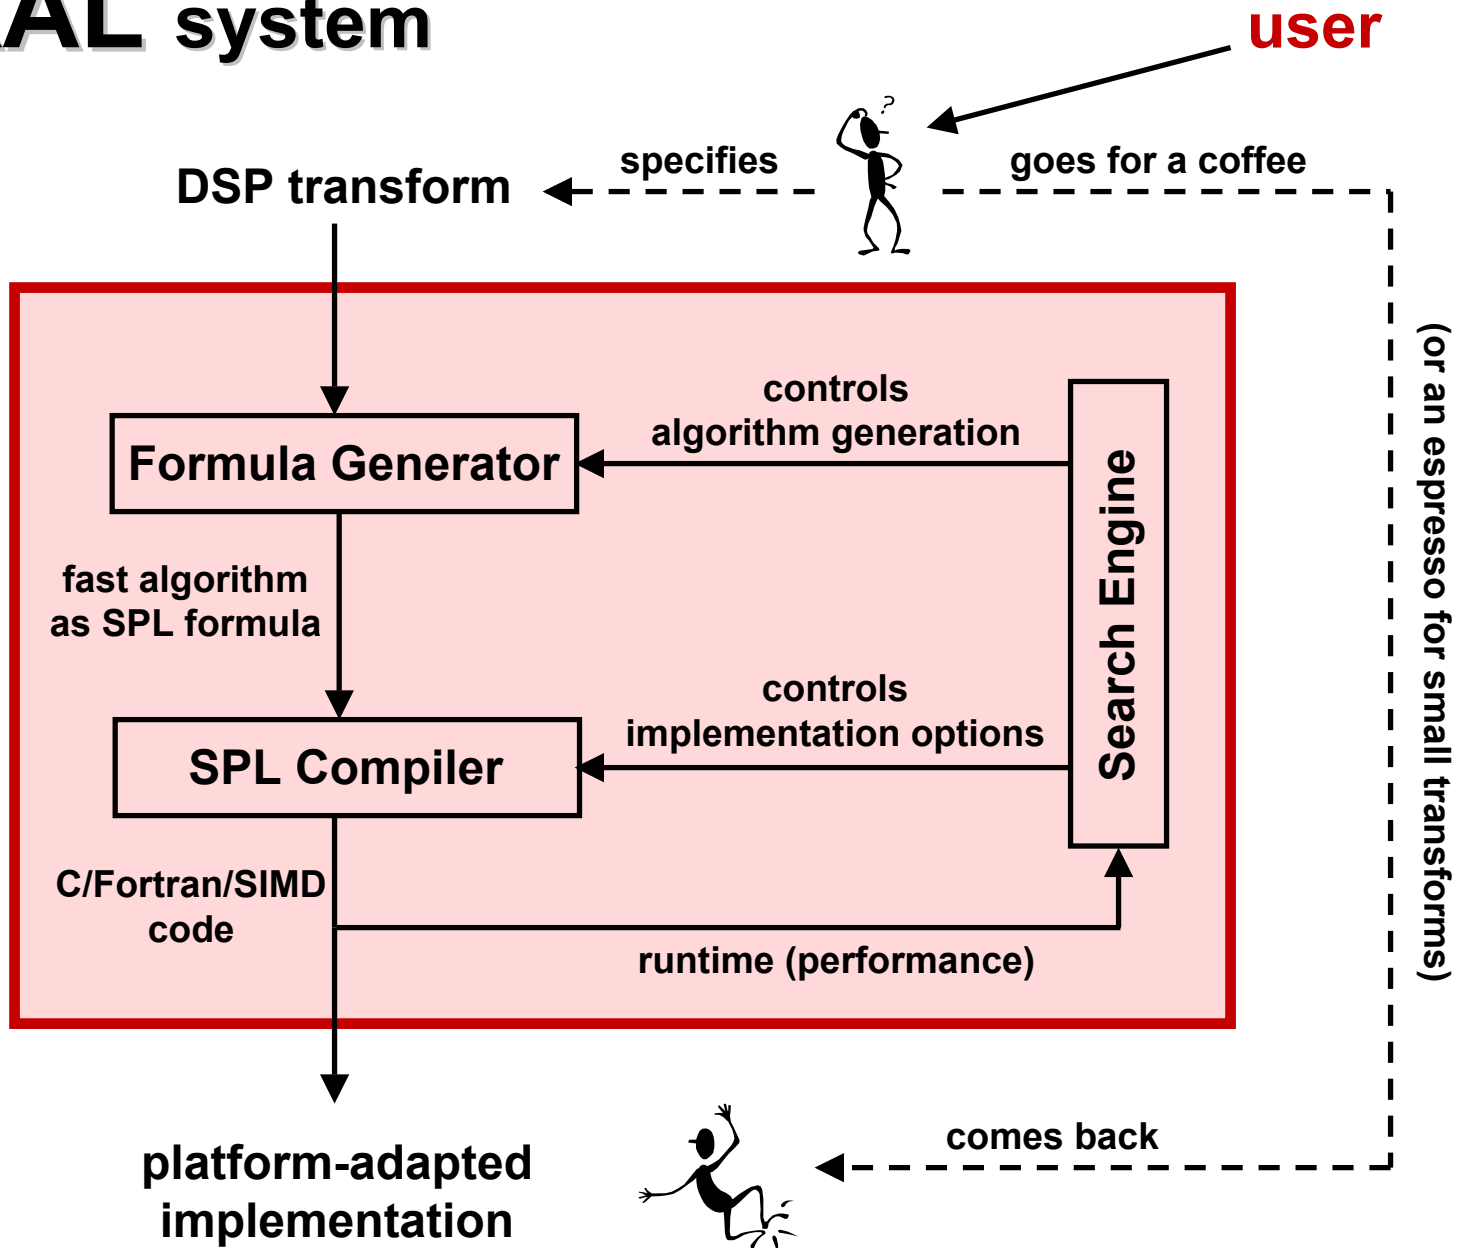 system
user
specifies
goes for a coffee
?
DSP transform
(or an espresso for small transforms)
controls
algorithm generation
Formula Generator
Search Engine
fast algorithm
as SPL formula
controls
implementation options
SPL Compiler
C/Fortran/SIMD
code
runtime (performance)
comes back
platform-adapted
implementation